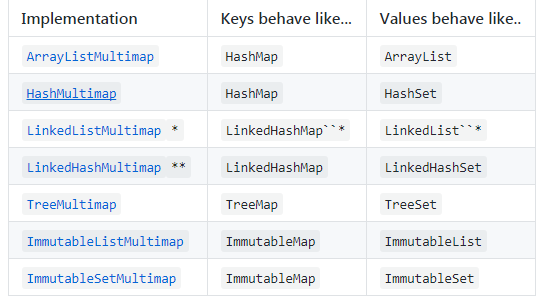 Implementation Keys behave like... Values behave like..
ArrayListMultimap HashMap ArrayList
HashMultimap HashMap HashSet
LinkedListMultimap * LinkedHashMap``* LinkedList``*
LinkedHashMultimap ** LinkedHashMap LinkedHashSet
TreeMultimap TreeMap TreeSet
ImmutableListMultimap ImmutableMap ImmutableList
ImmutableSetMultimap ImmutableMap ImmutableSet